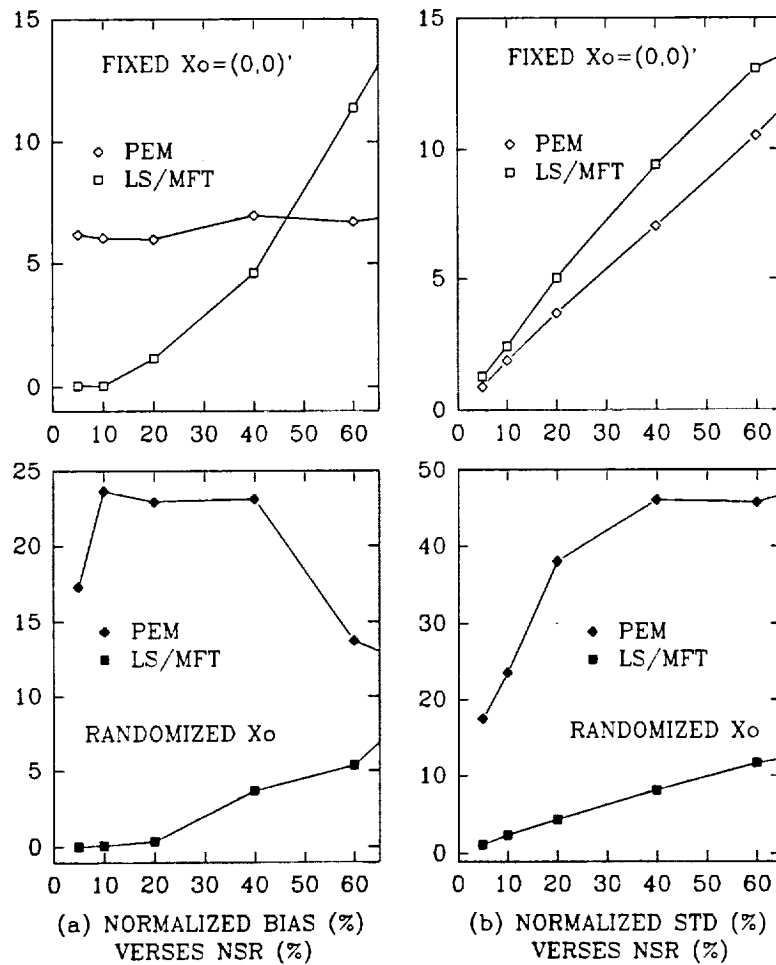 15
10
5
0
FIXED Xo=(0,0)'
PEM
LS/MFT
0 10 20 30 40 50 60
15
10
5
0
FIXED Xo=(0,0)'
PEM
LS/MFT
0 10 20 30 40 50 60
25
20
15
10
5
0
PEM
LS/MFT
RANDOMIZED Xo
0 10 20 30 40 50 60
(a) NORMALIZED BIAS (%)
VERSES NSR (%)
50
40
30
20
10
0
PEM
LS/MFT
RANDOMIZED Xo
0 10 20 30 40 50 60
(b) NORMALIZED STD (%)
VERSES NSR (%)